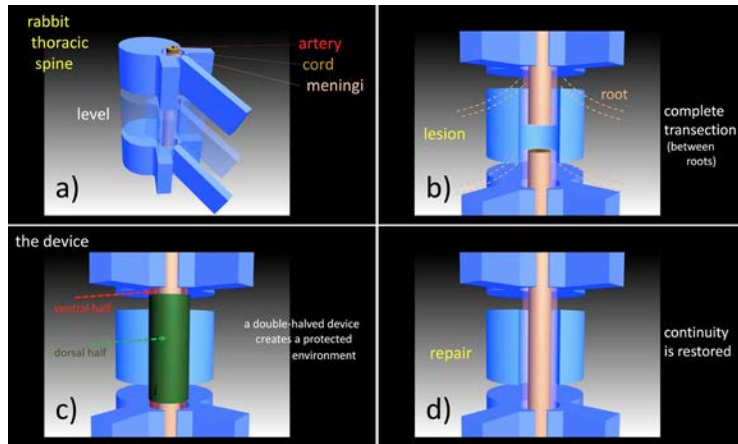 rabbit
thoracic
spine
artery
cord
meningi
level
a)
root
lesion
complete
transection
(between
roots)
b)
the device
ventral half
dorsal half
a double-halved device
creates a protected
environment
c)
repair
continuity
is restored
d)